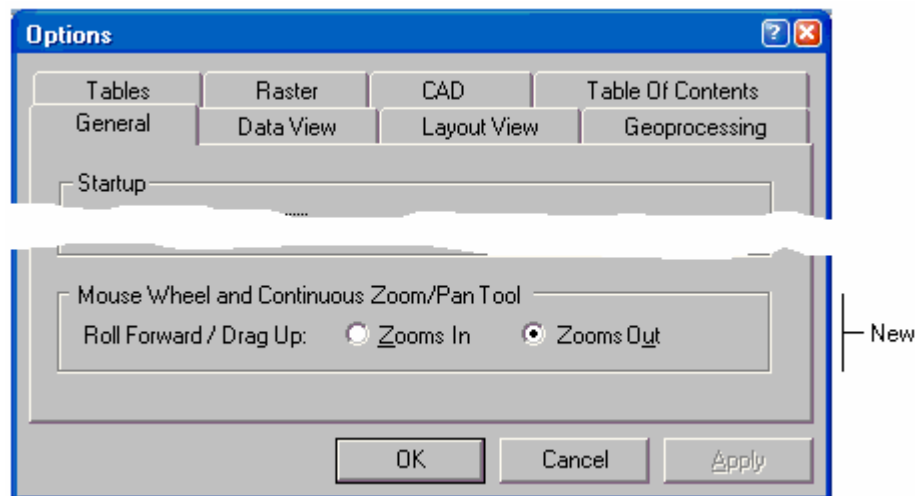 Options
Tables Raster CAD Table Of Contents
General Data View Layout View Geoprocessing
Startup
Mouse Wheel and Continuous Zoom/Pan Tool
Roll Forward / Drag Up: Zooms In Zooms Out
New
OK Cancel Apply